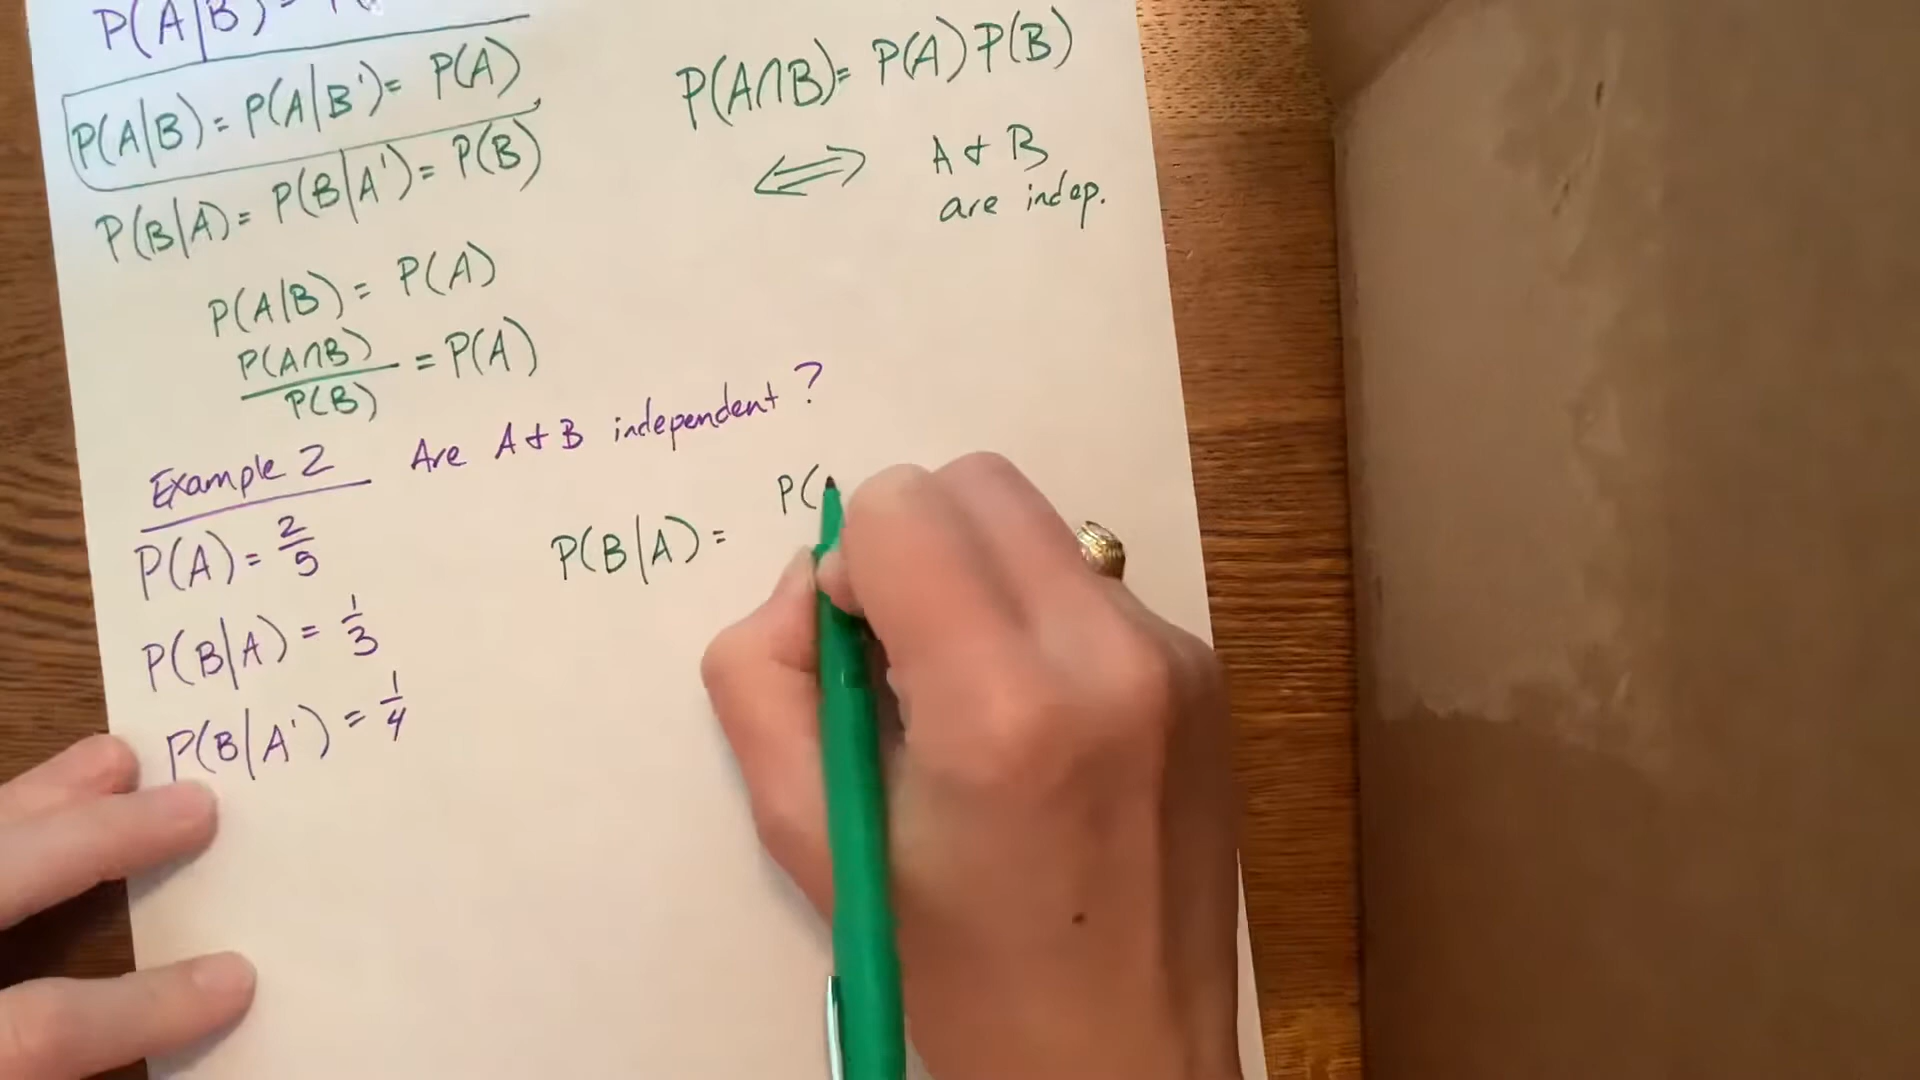 P(A|B) =
P(A|B) = P(A|B') = P(A)
P(B|A) = P(B|A') = P(B)
P(A∩B) = P(A) P(B)
⟺ A + B
are indep.
P(A|B) = P(A)
P(A∩B)/P(B) = P(A)
Example 2 Are A + B independent?
P(A) = 2/5
P(B|A) = 1/3
P(B|A') = 1/4
P(B|A) = P(